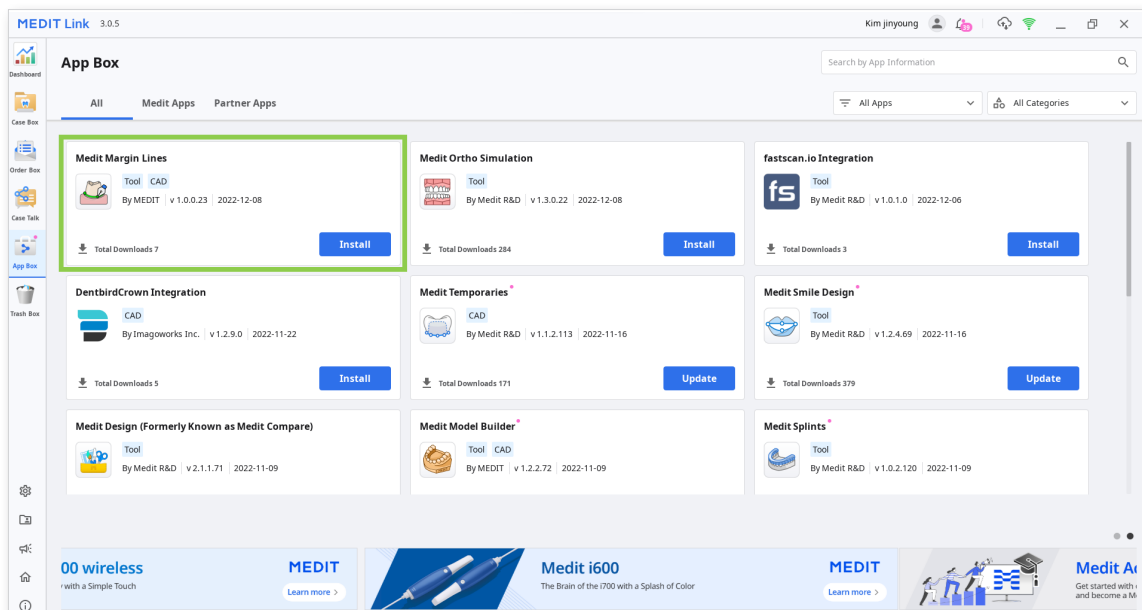 MEDIT Link 3.0.5
Kim jinyoung
39
Dashboard
Case Box
Order Box
Case Talk
App Box
Trash Box
App Box
Search by App Information
All Medit Apps Partner Apps
All Apps
All Categories
Medit Margin Lines
Tool CAD
By MEDIT v 1.0.0.23 2022-12-08
Total Downloads 7
Install
Medit Ortho Simulation
Tool
By Medit R&D v 1.3.0.22 2022-12-08
Total Downloads 284
Install
fastscan.io Integration
fs
Tool
By Medit R&D v 1.0.1.0 2022-12-06
Total Downloads 3
Install
DentbirdCrown Integration
CAD
By Imagoworks Inc. v 1.2.9.0 2022-11-22
Total Downloads 5
Install
Medit Temporaries
CAD
By Medit R&D v 1.1.2.113 2022-11-16
Total Downloads 171
Update
Medit Smile Design
Tool
By Medit R&D v 1.2.4.69 2022-11-16
Total Downloads 379
Update
Medit Design (Formerly Known as Medit Compare)
Tool
By Medit R&D v 2.1.1.71 2022-11-09
Medit Model Builder
Tool CAD
By MEDIT v 1.2.2.72 2022-11-09
Medit Splints
Tool
By Medit R&D v 1.0.2.120 2022-11-09
00 wireless
with a Simple Touch
MEDIT
Learn more >
Medit i600
The Brain of the i700 with a Splash of Color
MEDIT
Learn more >
Medit
Get started with
and become a